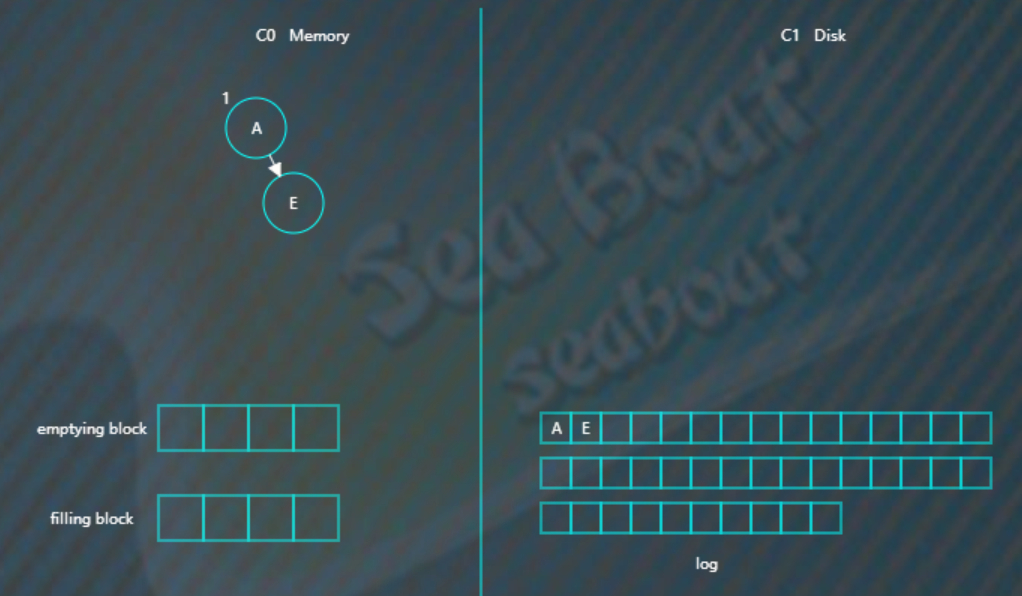 C0 Memory
C1 Disk
1
A
E
Sea Boat
seaboat
emptying block
A E
filling block
log